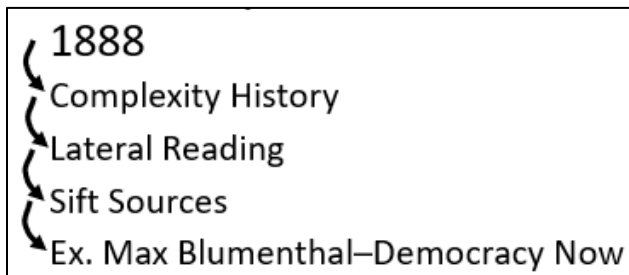 1888
Complexity History
Lateral Reading
Sift Sources
Ex. Max Blumenthal–Democracy Now